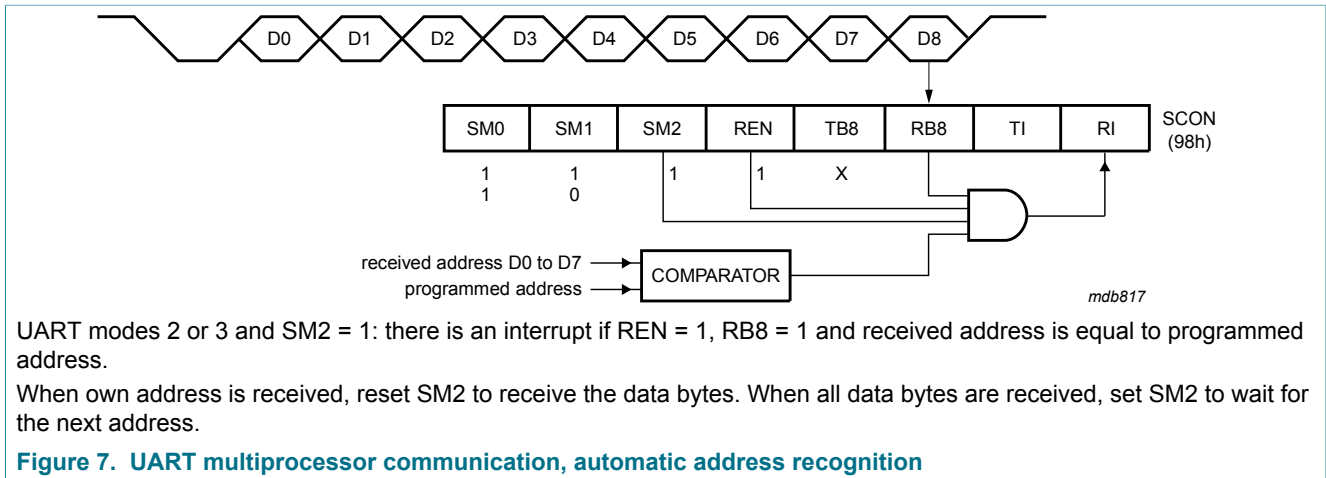 D0 D1 D2 D3 D4 D5 D6 D7 D8
SM0 SM1 SM2 REN TB8 RB8 TI RI
SCON
(98h)
1 1 1 1 X
1 0
received address D0 to D7
programmed address
COMPARATOR
mdb817
UART modes 2 or 3 and SM2 = 1: there is an interrupt if REN = 1, RB8 = 1 and received address is equal to programmed
address.
When own address is received, reset SM2 to receive the data bytes. When all data bytes are received, set SM2 to wait for
the next address.
Figure 7. UART multiprocessor communication, automatic address recognition